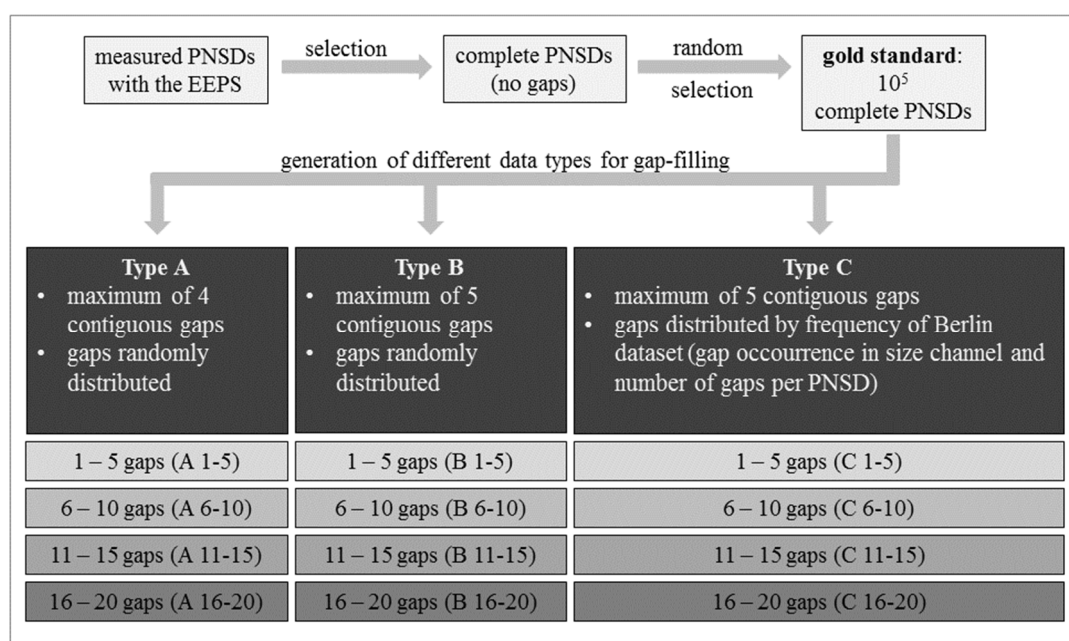 measured PNSDs
with the EEPS
selection
complete PNSDs
(no gaps)
random
selection
gold standard:
10⁵
complete PNSDs
generation of different data types for gap-filling
Type A
• maximum of 4
contiguous gaps
• gaps randomly
distributed
Type B
• maximum of 5
contiguous gaps
• gaps randomly
distributed
Type C
• maximum of 5 contiguous gaps
• gaps distributed by frequency of Berlin
dataset (gap occourrence in size channel and
number of gaps per PNSD)
1 – 5 gaps (A 1-5)
1 – 5 gaps (B 1-5)
1 – 5 gaps (C 1-5)
6 – 10 gaps (A 6-10)
6 – 10 gaps (B 6-10)
6 – 10 gaps (C 6-10)
11 – 15 gaps (A 11-15)
11 – 15 gaps (B 11-15)
11 – 15 gaps (C 11-15)
16 – 20 gaps (A 16-20)
16 – 20 gaps (B 16-20)
16 – 20 gaps (C 16-20)